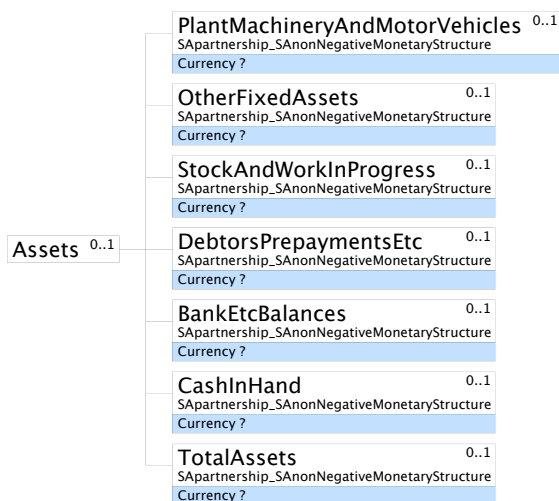 PlantMachineryAndMotorVehicles 0..1
SApartnership_SAnonNegativeMonetaryStructure
Currency ?
OtherFixedAssets 0..1
SApartnership_SAnonNegativeMonetaryStructure
Currency ?
StockAndWorkInProgress 0..1
SApartnership_SAnonNegativeMonetaryStructure
Currency ?
Assets 0..1
DebtorsPrepaymentsEtc 0..1
SApartnership_SAnonNegativeMonetaryStructure
Currency ?
BankEtcBalances 0..1
SApartnership_SAnonNegativeMonetaryStructure
Currency ?
CashInHand 0..1
SApartnership_SAnonNegativeMonetaryStructure
Currency ?
TotalAssets 0..1
SApartnership_SAnonNegativeMonetaryStructure
Currency ?